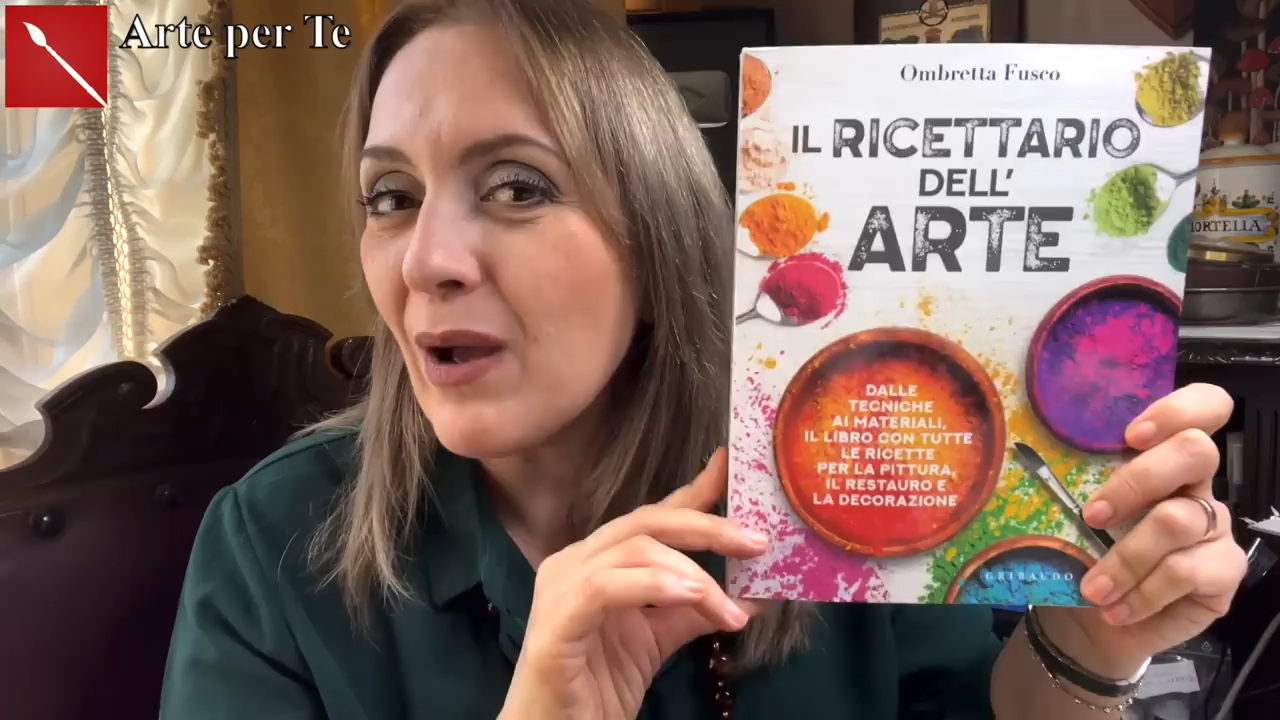 Arte per Te
Ombretta Fusco
IL RICETTARIO
DELL'
ARTE
DALLE
TECNICHE
AI MATERIALI,
IL LIBRO CON TUTTE
LE RICETTE
PER LA PITTURA,
IL RESTAURO E
LA DECORAZIONE
GRIBAUDO